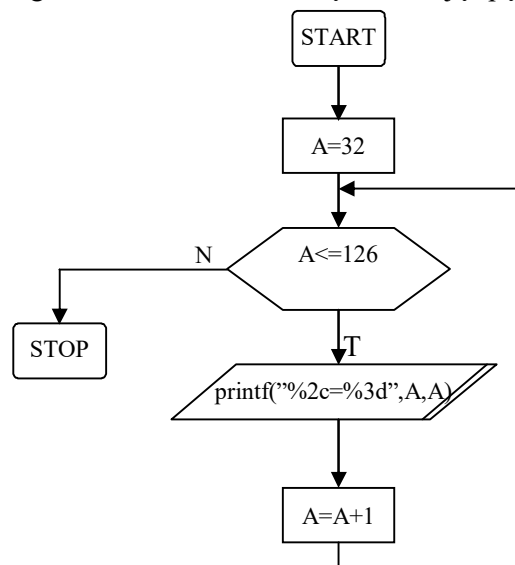 START
A=32
A<=126
N
STOP
T
printf(”%2c=%3d”,A,A)
A=A+1